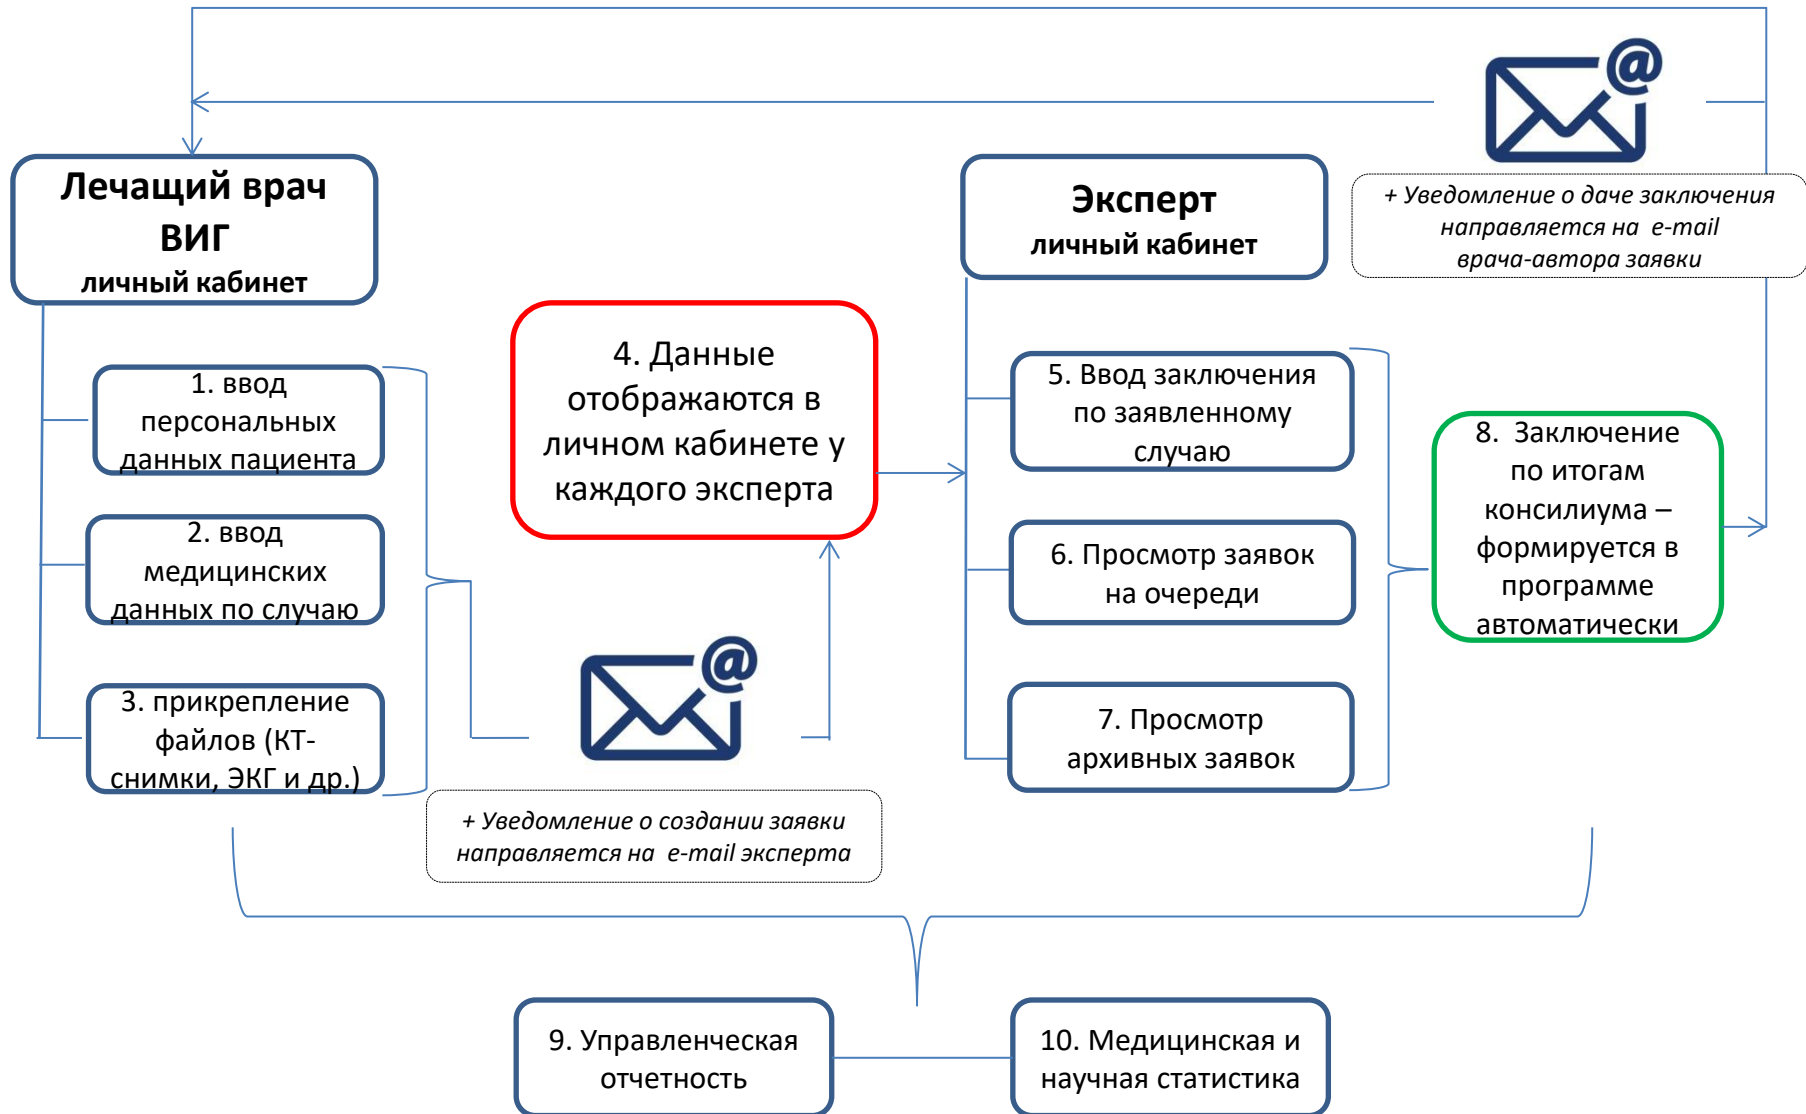 @
Лечащий врач
ВИГ
личный кабинет
Эксперт
личный кабинет
+ Уведомление о даче заключения
направляется на e-mail
врача-автора заявки
1. ввод
персональных
данных пациента
2. ввод
медицинских
данных по случаю
3. прикрепление
файлов (КТ-
снимки, ЭКГ и др.)
4. Данные
отображаются в
личном кабинете у
каждого эксперта
@
+ Уведомление о создании заявки
направляется на e-mail эксперта
5. Ввод заключения
по заявленному
случаю
6. Просмотр заявок
на очереди
7. Просмотр
архивных заявок
8. Заключение
по итогам
консилиума –
формируется в
программе
автоматически
9. Управленческая
отчетность
10. Медицинская и
научная статистика